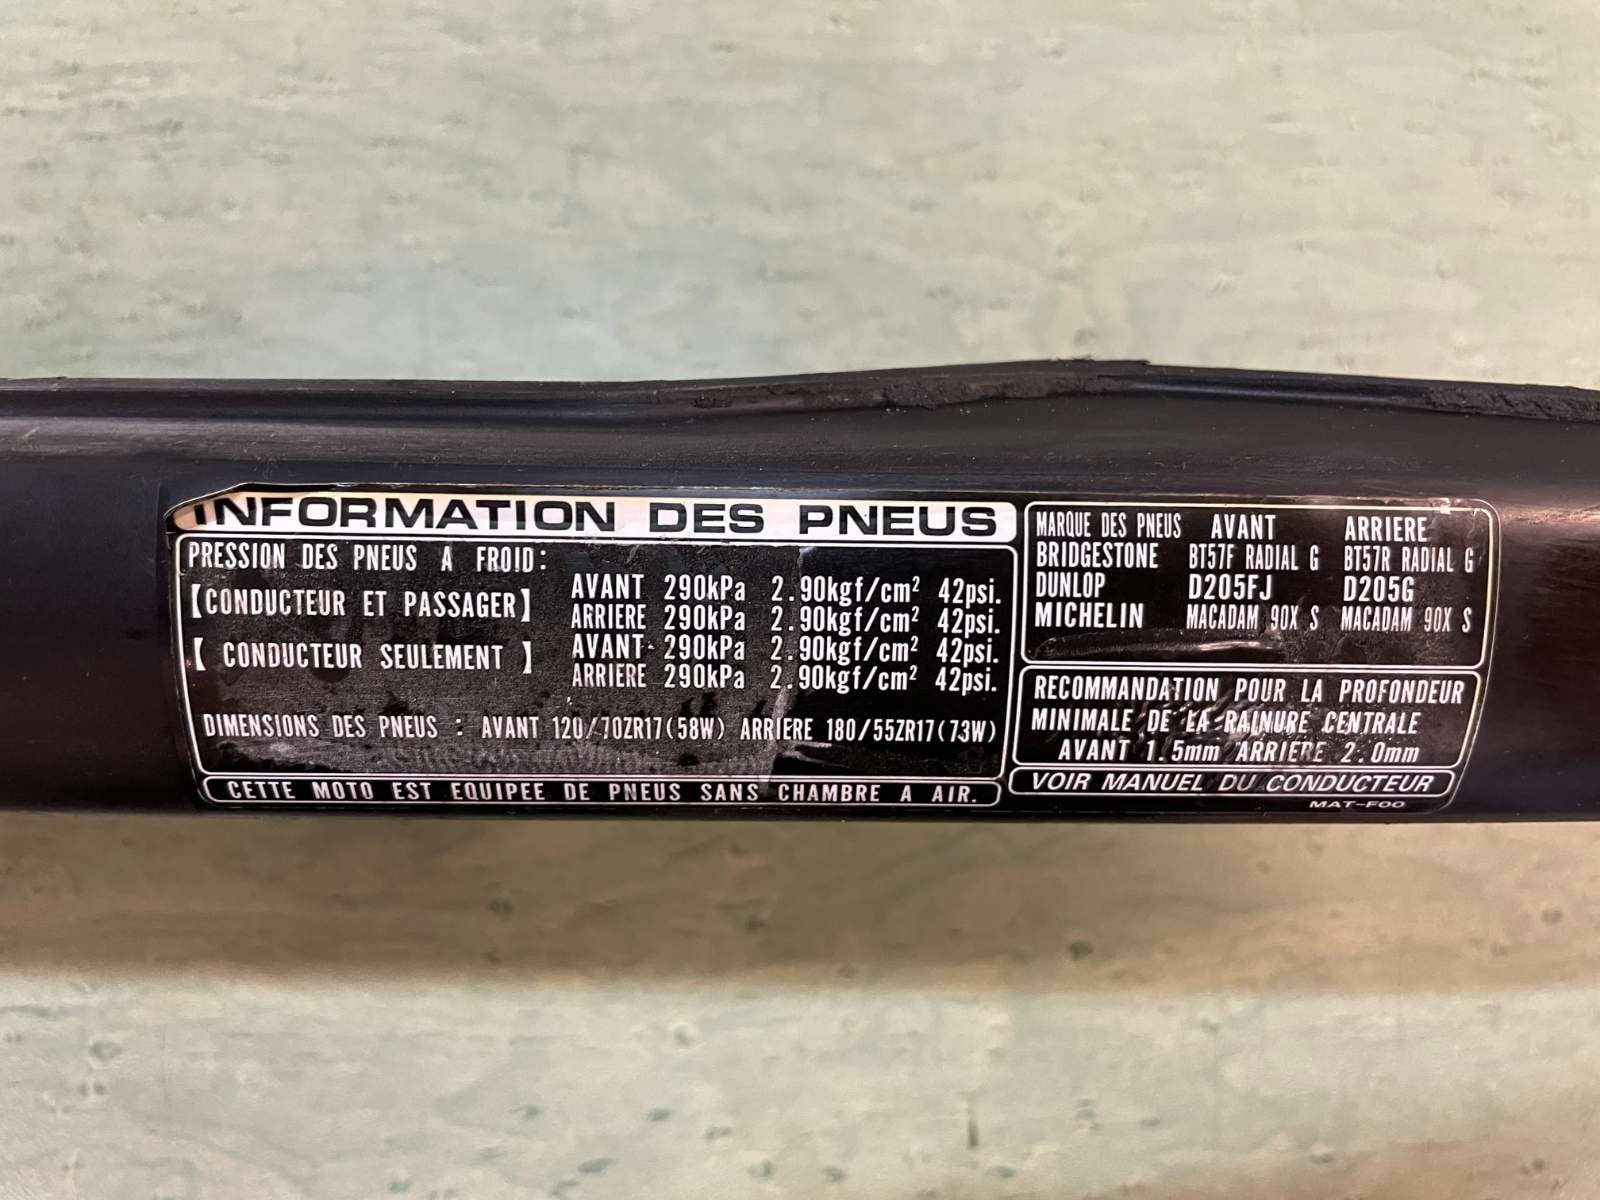 INFORMATION DES PNEUS
PRESSION DES PNEUS A FROID:
【CONDUCTEUR ET PASSAGER】 AVANT 290kPa 2.90kgf/cm² 42psi.
ARRIERE 290kPa 2.90kgf/cm² 42psi.
【 CONDUCTEUR SEULEMENT 】 AVANT 290kPa 2.90kgf/cm² 42psi.
ARRIERE 290kPa 2.90kgf/cm² 42psi.
DIMENSIONS DES PNEUS : AVANT 120/70ZR17(58W) ARRIERE 180/55ZR17(73W)
CETTE MOTO EST EQUIPEE DE PNEUS SANS CHAMBRE A AIR.
MARQUE DES PNEUS AVANT ARRIERE
BRIDGESTONE BT57F RADIAL G BT57R RADIAL G
DUNLOP D205FJ D205G
MICHELIN MACADAM 90X S MACADAM 90X S
RECOMMANDATION POUR LA PROFONDEUR
MINIMALE DE LA RAINURE CENTRALE
AVANT 1.5mm ARRIERE 2.0mm
VOIR MANUEL DU CONDUCTEUR
MAT-F00